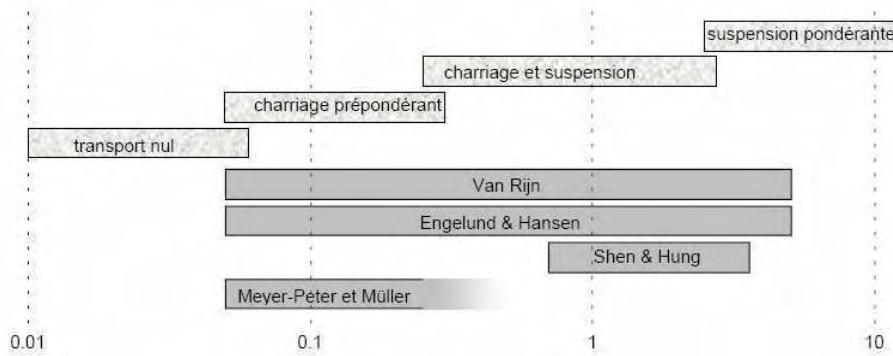 suspension pondérante
charriage et suspension
charriage prépondérant
transport nul
Van Rijn
Engelund & Hansen
Shen & Hung
Meyer-Peter et Müller
0.01 0.1 1 10